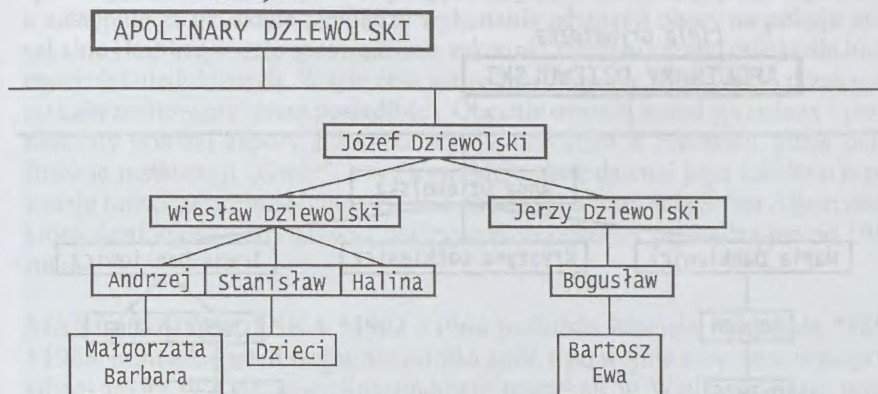 APOLINARY DZIEWOLSKI
Józef Dziewolski
Wiesław Dziewolski Jerzy Dziewolski
Andrzej Stanisław Halina Bogusław
Małgorzata Dzieci Bartosz
Barbara Ewa